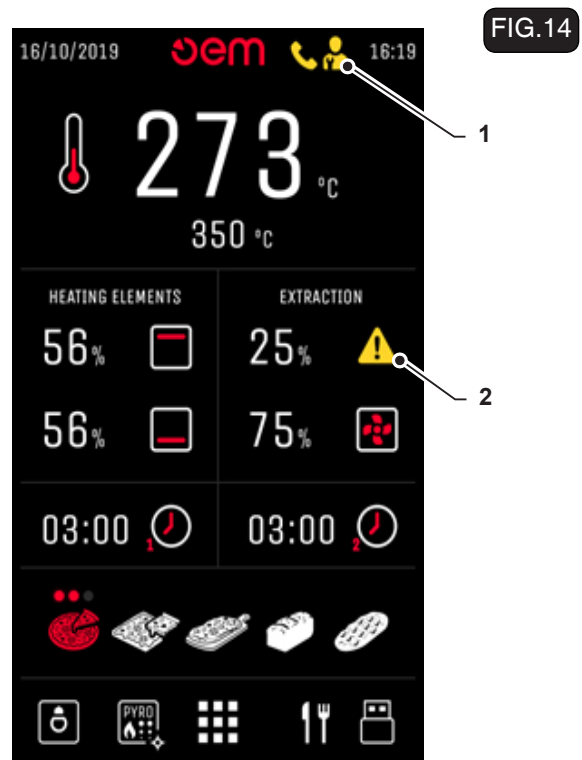 FIG.14
16/10/2019 oem 16:19
1
273 °C
350 °C
HEATING ELEMENTS EXTRACTION
56% 25%
2
56% 75%
03:00 1 03:00 2
PYRO